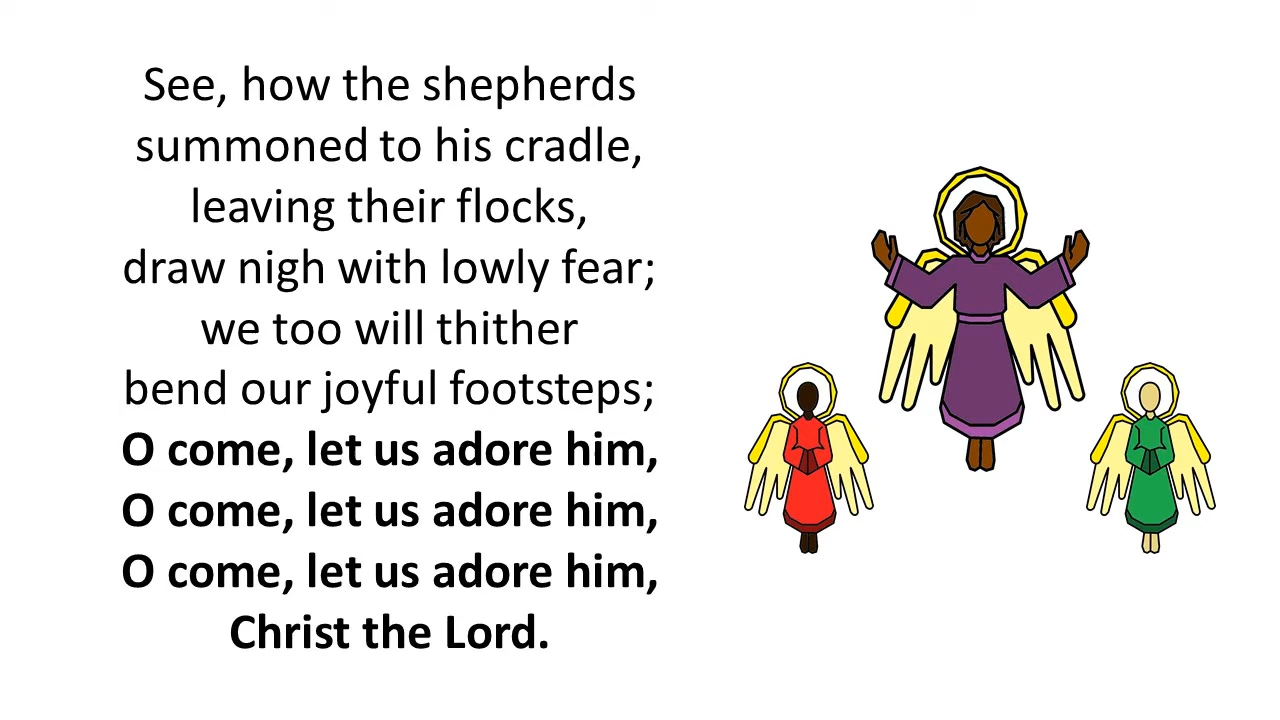 See, how the shepherds
summoned to his cradle,
leaving their flocks,
draw nigh with lowly fear;
we too will thither
bend our joyful footsteps;
O come, let us adore him,
O come, let us adore him,
O come, let us adore him,
Christ the Lord.